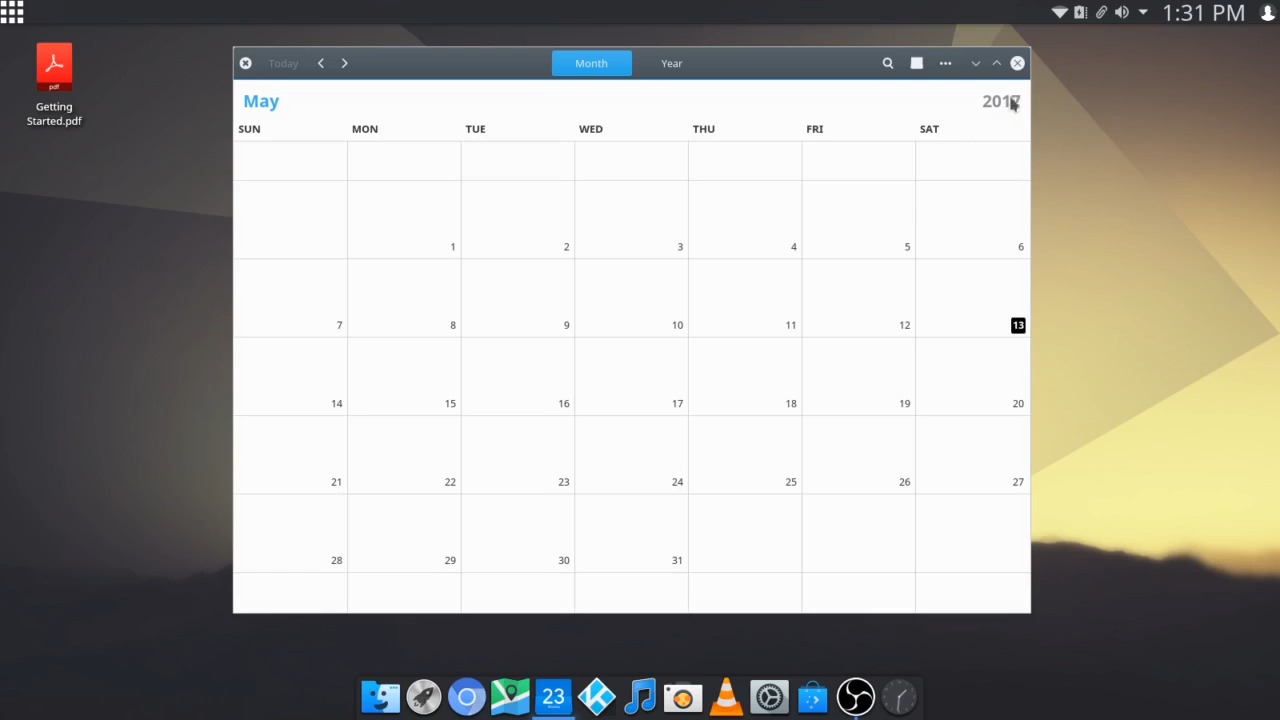 1:31 PM
Today
Month
Year
May
2017
SUN MON TUE WED THU FRI SAT
1 2 3 4 5 6
7 8 9 10 11 12 13
14 15 16 17 18 19 20
21 22 23 24 25 26 27
28 29 30 31
pdf
Getting
Started.pdf
23